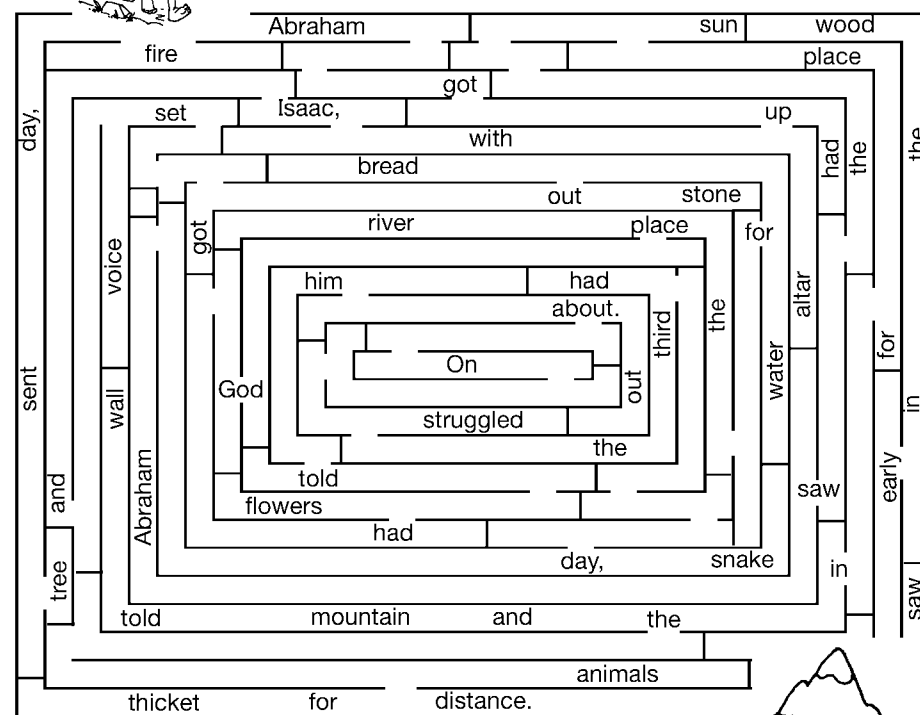 Abraham sun wood
fire place
got
set Isaac, up
day, with had the the
bread
out stone
got river place for
voice him had altar
about. third the
On for
sent wall God out water
struggled in
and Abraham the early
told saw
flowers
had
tree day, snake in
told mountain and the saw
animals
thicket for distance.